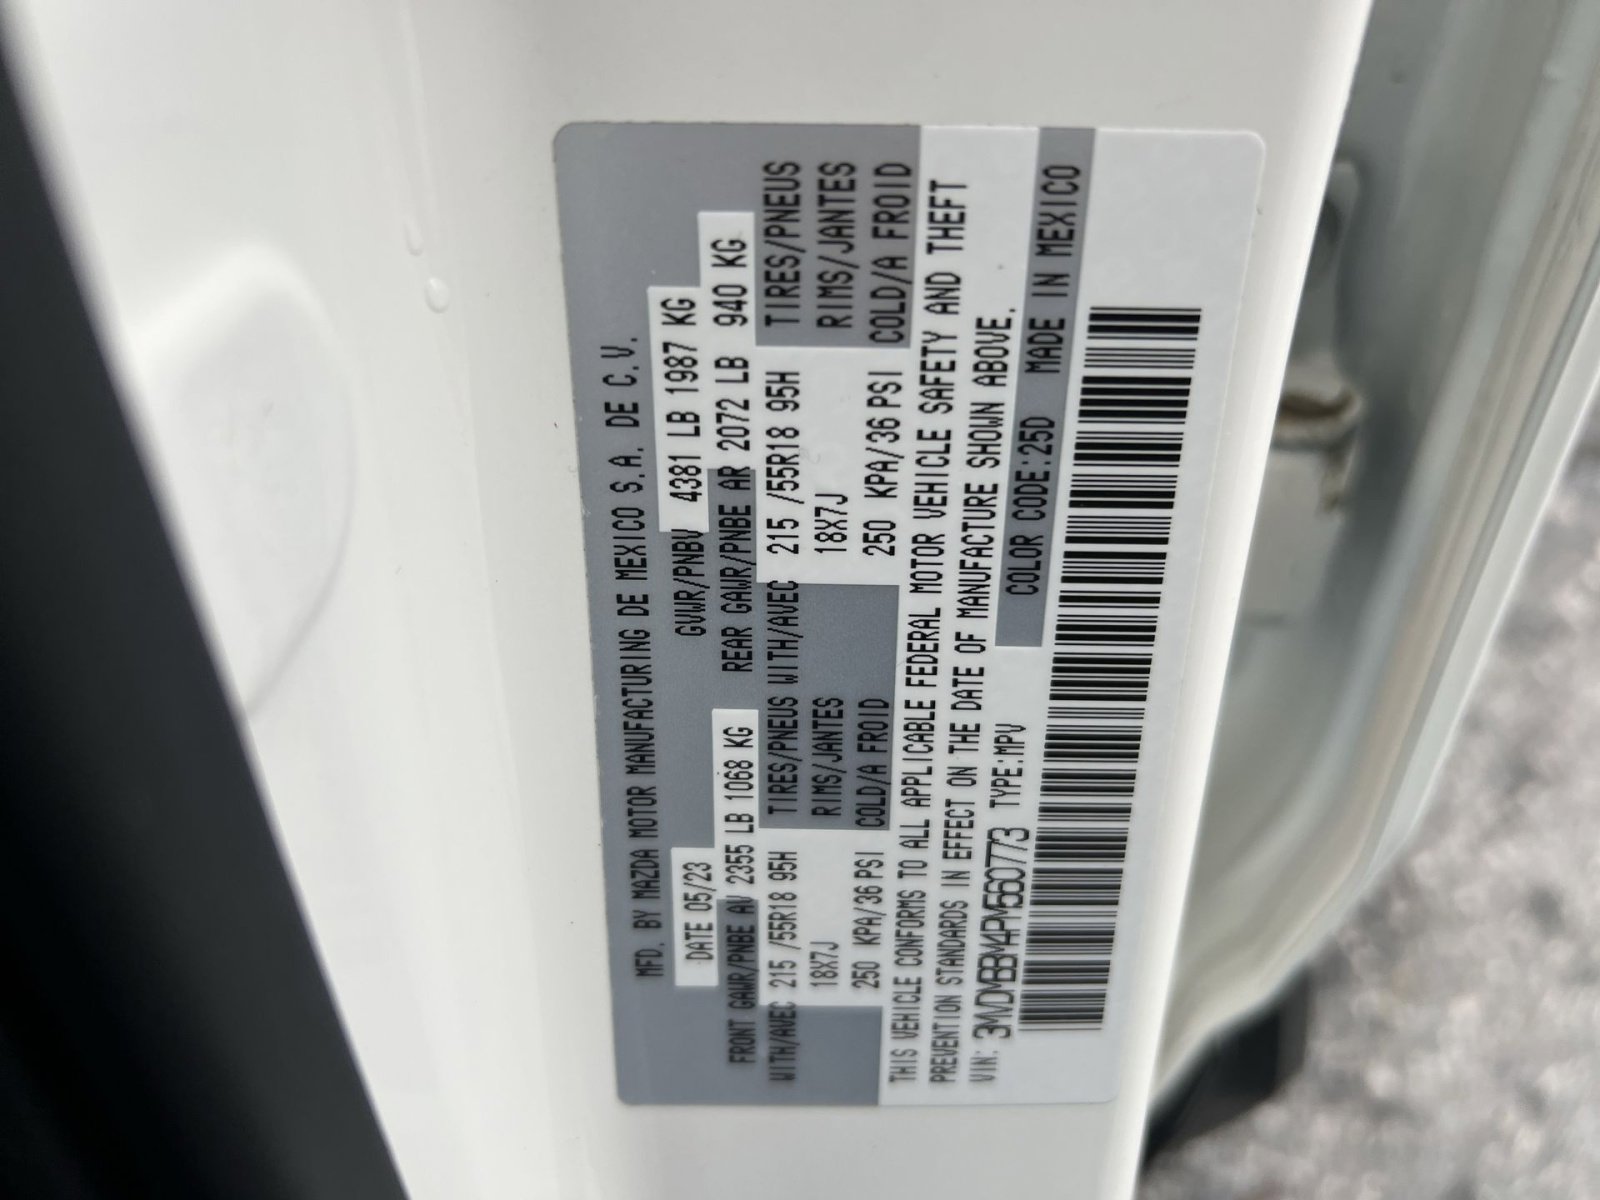 MFD. BY MAZDA MOTOR MANUFACTURING DE MEXICO S.A. DE C.V.
DATE 05/23 GVWR/PNBV 4381 LB 1987 KG
FRONT GAWR/PNBE AV 2355 LB 1068 KG REAR GAWR/PNBE AR 2072 LB 940 KG
WITH/AVEC 215 /55R18 95H TIRES/PNEUS WITH/AVEC 215 /55R18 95H TIRES/PNEUS
18X7J RIMS/JANTES 18X7J RIMS/JANTES
250 KPA/36 PSI COLD/A FROID 250 KPA/36 PSI COLD/A FROID
THIS VEHICLE CONFORMS TO ALL APPLICABLE FEDERAL MOTOR VEHICLE SAFETY AND THEFT
PREVENTION STANDARDS IN EFFECT ON THE DATE OF MANUFACTURE SHOWN ABOVE.
VIN: 3MVDMBBM4PM560773 TYPE:MPV COLOR CODE:25D MADE IN MEXICO